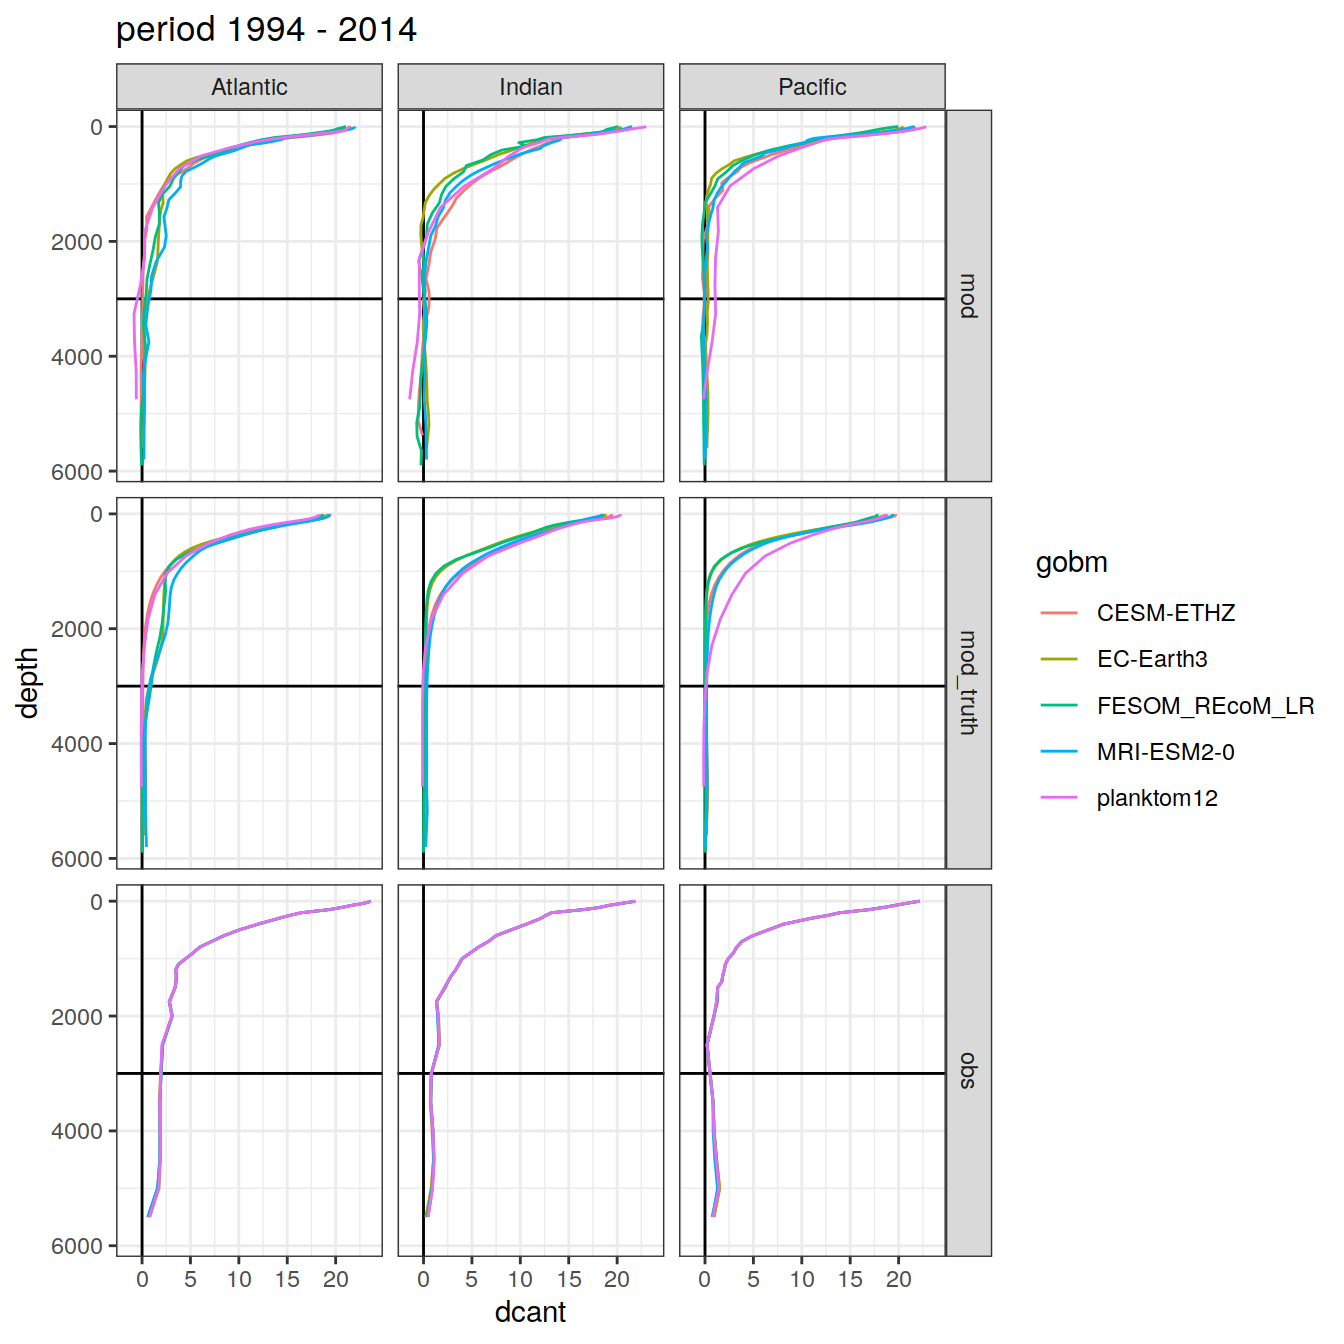 period 1994 - 2014
Atlantic
Indian
Pacific
0
2000
4000
6000
mod
0
2000
4000
6000
mod_truth
0
2000
4000
6000
obs
depth
0 5 10 15 20
0 5 10 15 20
0 5 10 15 20
dcant
gobm
CESM-ETHZ
EC-Earth3
FESOM_REcoM_LR
MRI-ESM2-0
planktom12